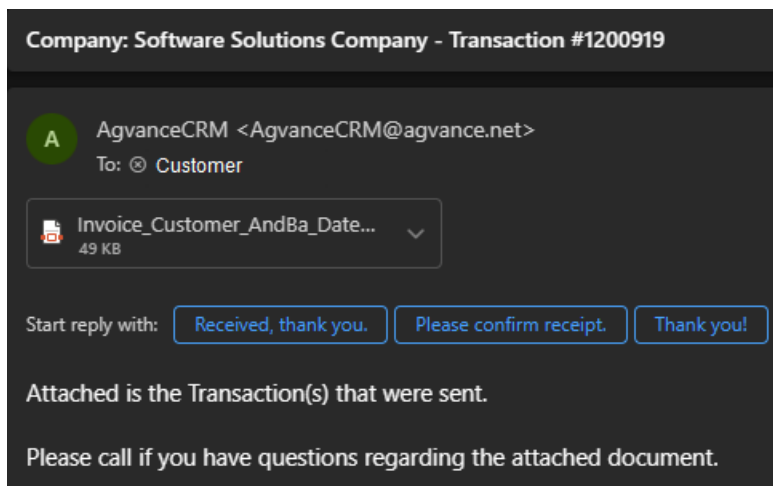 Company: Software Solutions Company - Transaction #1200919
A
AgvanceCRM <AgvanceCRM@agvance.net>
To: Customer
Invoice_Customer_AndBa_Date...
49 KB
Start reply with: Received, thank you. Please confirm receipt. Thank you!
Attached is the Transaction(s) that were sent.
Please call if you have questions regarding the attached document.